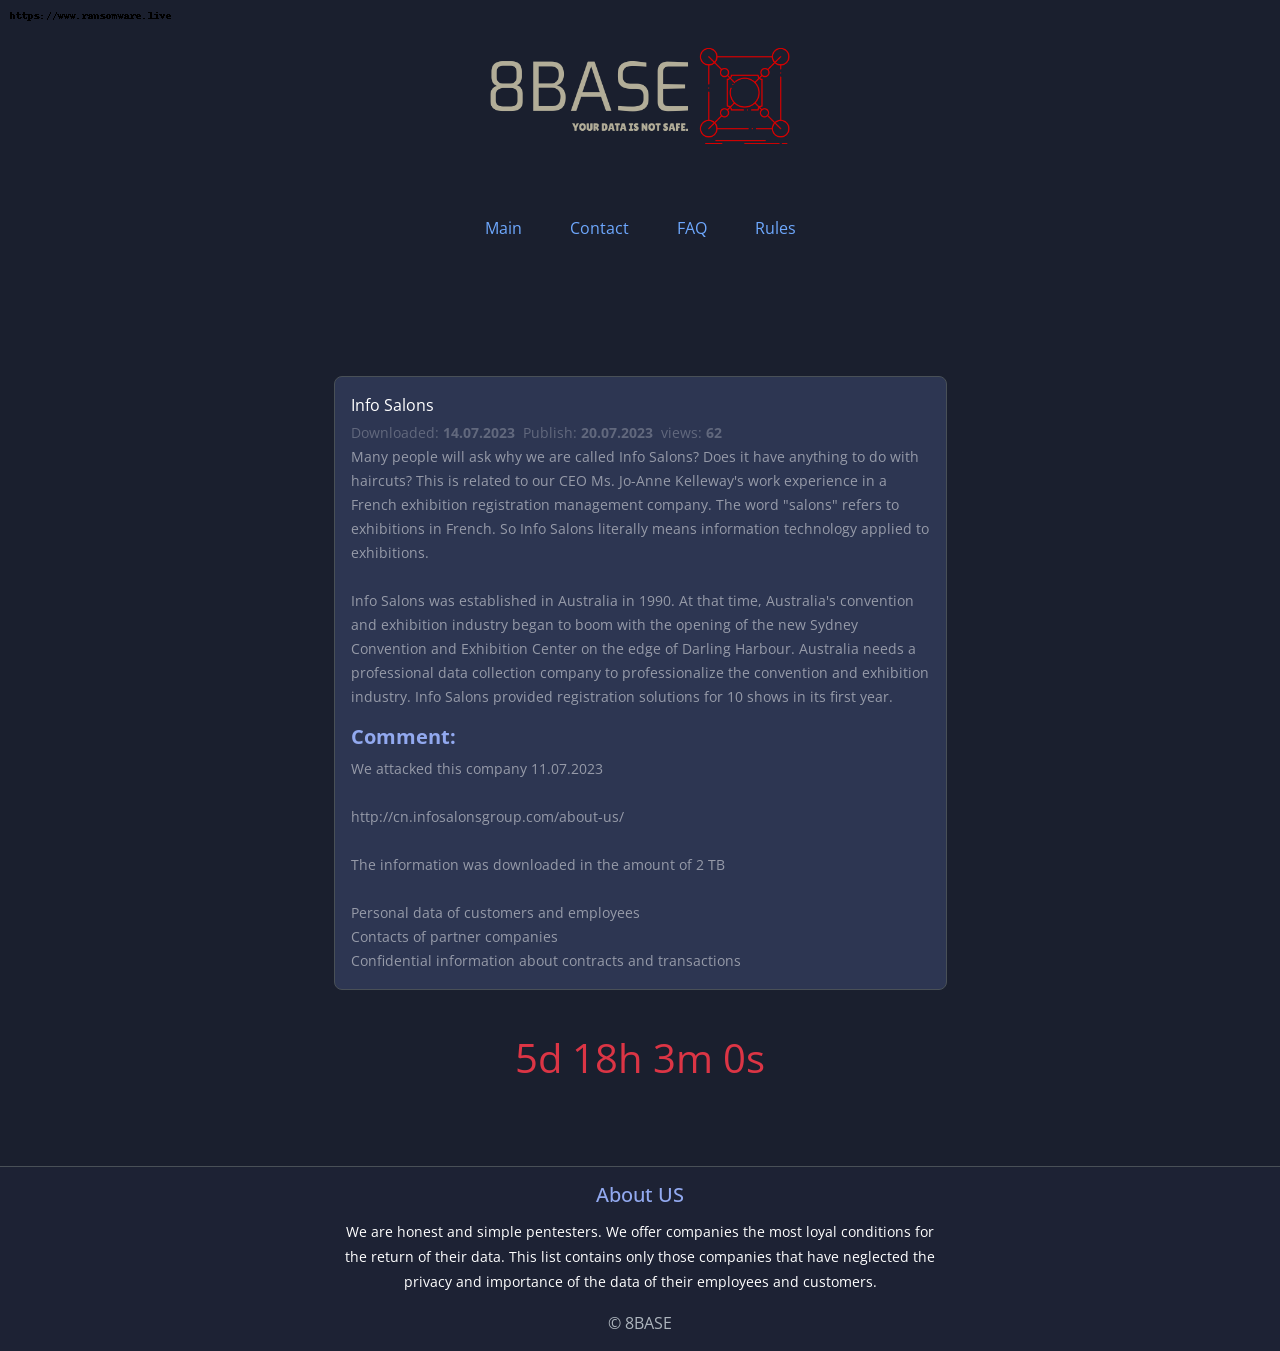 https://www.ransomware.live
8BASE
YOUR DATA IS NOT SAFE.
Main Contact FAQ Rules
Info Salons
Downloaded: 14.07.2023 Publish: 20.07.2023 views: 62
Many people will ask why we are called Info Salons? Does it have anything to do with
haircuts? This is related to our CEO Ms. Jo-Anne Kelleway's work experience in a
French exhibition registration management company. The word "salons" refers to
exhibitions in French. So Info Salons literally means information technology applied to
exhibitions.
Info Salons was established in Australia in 1990. At that time, Australia's convention
and exhibition industry began to boom with the opening of the new Sydney
Convention and Exhibition Center on the edge of Darling Harbour. Australia needs a
professional data collection company to professionalize the convention and exhibition
industry. Info Salons provided registration solutions for 10 shows in its first year.
Comment:
We attacked this company 11.07.2023
http://cn.infosalonsgroup.com/about-us/
The information was downloaded in the amount of 2 TB
Personal data of customers and employees
Contacts of partner companies
Confidential information about contracts and transactions
5d 18h 3m 0s
About US
We are honest and simple pentesters. We offer companies the most loyal conditions for
the return of their data. This list contains only those companies that have neglected the
privacy and importance of the data of their employees and customers.
© 8BASE